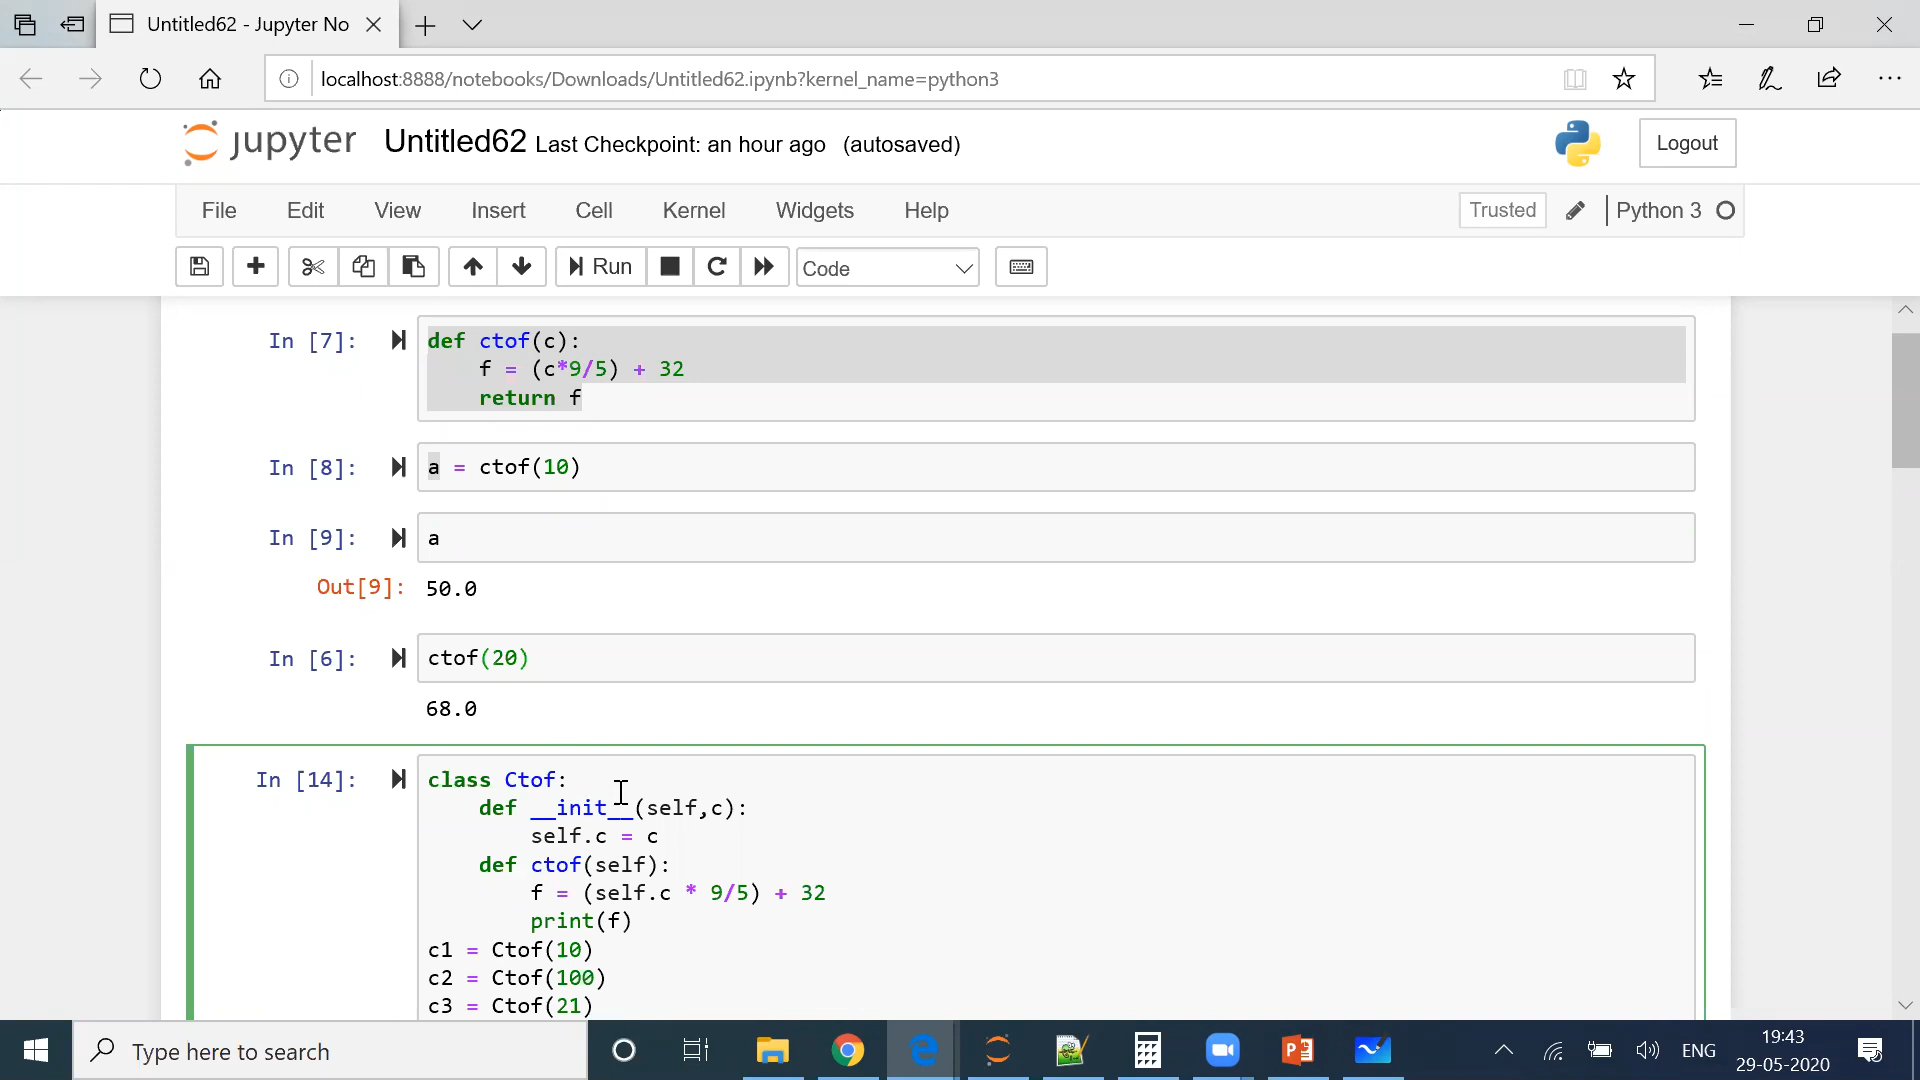 Untitled62 - Jupyter No
localhost:8888/notebooks/Downloads/Untitled62.ipynb?kernel_name=python3
jupyter Untitled62 Last Checkpoint: an hour ago (autosaved)
Logout
File Edit View Insert Cell Kernel Widgets Help
Trusted Python 3
Run Code
In [7]: def ctof(c):
f = (c*9/5) + 32
return f
In [8]: a = ctof(10)
In [9]: a
Out[9]: 50.0
In [6]: ctof(20)
68.0
In [14]: class Ctof:
def __init__(self,c):
self.c = c
def ctof(self):
f = (self.c * 9/5) + 32
print(f)
c1 = Ctof(10)
c2 = Ctof(100)
c3 = Ctof(21)
Type here to search
ENG
19:43
29-05-2020